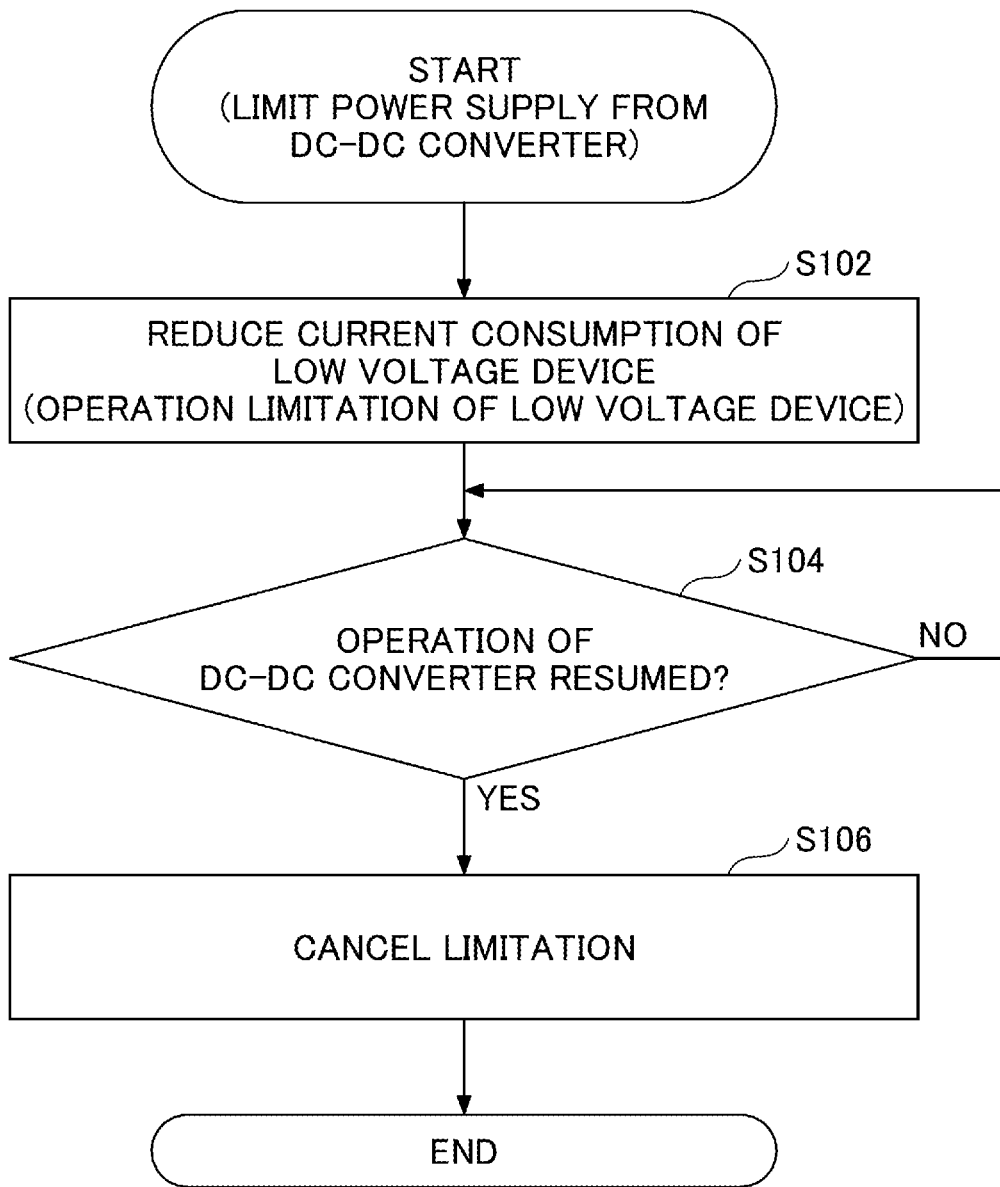 START
(LIMIT POWER SUPPLY FROM
DC-DC CONVERTER)
S102
REDUCE CURRENT CONSUMPTION OF
LOW VOLTAGE DEVICE
(OPERATION LIMITATION OF LOW VOLTAGE DEVICE)
S104
OPERATION OF
DC-DC CONVERTER RESUMED?
NO
YES
S106
CANCEL LIMITATION
END